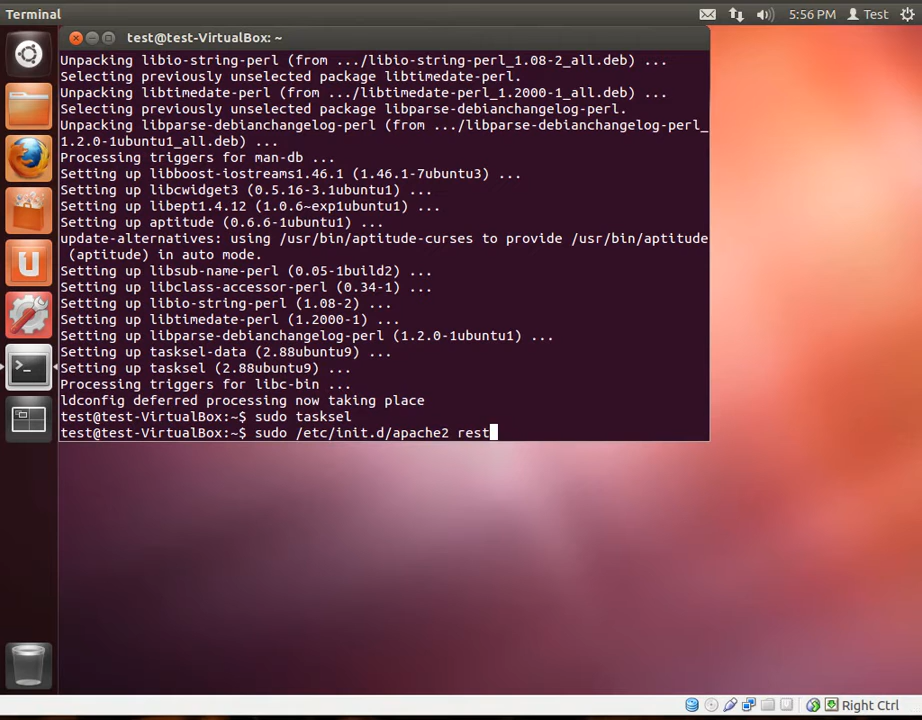 Terminal
5:56 PM Test
test@test-VirtualBox: ~
Unpacking libio-string-perl (from .../libio-string-perl_1.08-2_all.deb) ...
Selecting previously unselected package libtimedate-perl.
Unpacking libtimedate-perl (from .../libtimedate-perl_1.2000-1_all.deb) ...
Selecting previously unselected package libparse-debianchangelog-perl.
Unpacking libparse-debianchangelog-perl (from .../libparse-debianchangelog-perl_
1.2.0-1ubuntu1_all.deb) ...
Processing triggers for man-db ...
Setting up libboost-iostreams1.46.1 (1.46.1-7ubuntu3) ...
Setting up libcwidget3 (0.5.16-3.1ubuntu1) ...
Setting up libept1.4.12 (1.0.6~exp1ubuntu1) ...
Setting up aptitude (0.6.6-1ubuntu1) ...
update-alternatives: using /usr/bin/aptitude-curses to provide /usr/bin/aptitude
(aptitude) in auto mode.
Setting up libsub-name-perl (0.05-1build2) ...
Setting up libclass-accessor-perl (0.34-1) ...
Setting up libio-string-perl (1.08-2) ...
Setting up libtimedate-perl (1.2000-1) ...
Setting up libparse-debianchangelog-perl (1.2.0-1ubuntu1) ...
Setting up tasksel-data (2.88ubuntu9) ...
Setting up tasksel (2.88ubuntu9) ...
Processing triggers for libc-bin ...
ldconfig deferred processing now taking place
test@test-VirtualBox:~$ sudo tasksel
test@test-VirtualBox:~$ sudo /etc/init.d/apache2 rest
Right Ctrl